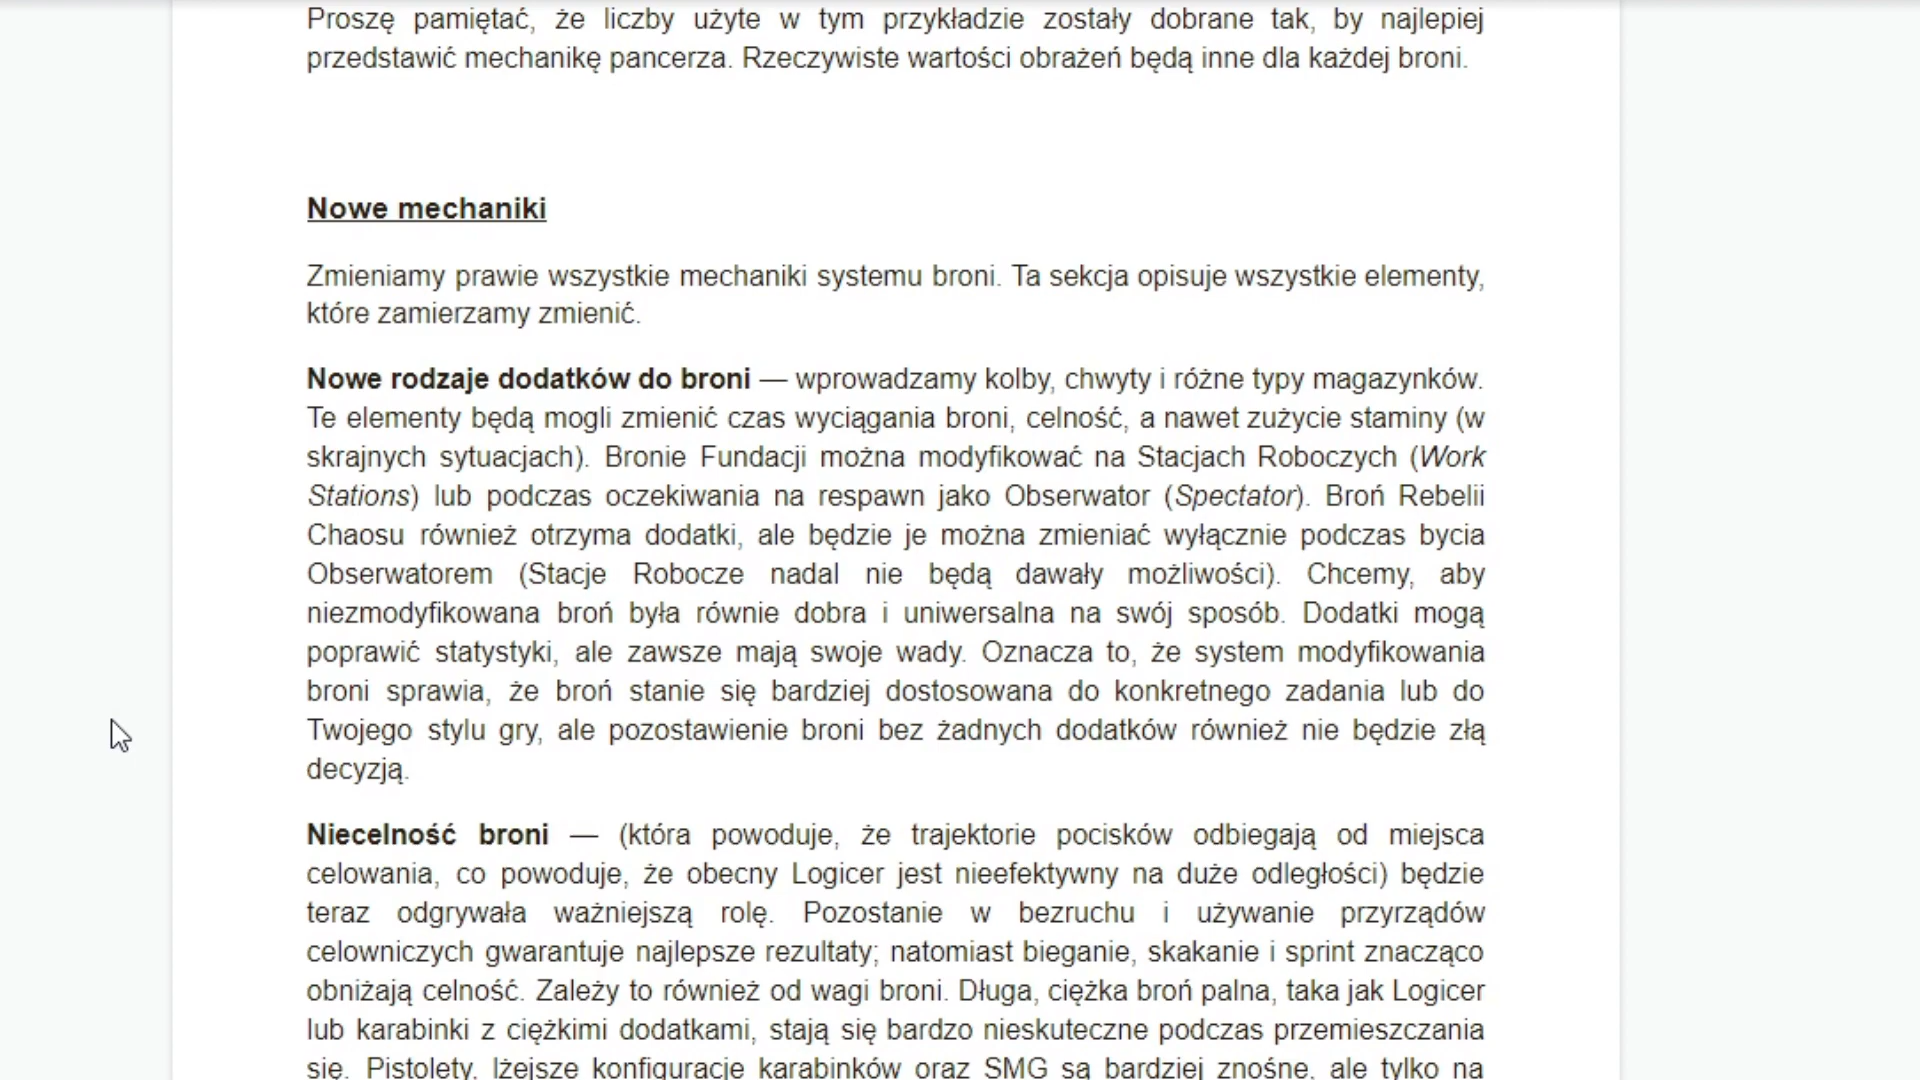 Proszę pamiętać, że liczby użyte w tym przykładzie zostały dobrane tak, by najlepiej
przedstawić mechanikę pancerza. Rzeczywiste wartości obrażeń będą inne dla każdej broni.
Nowe mechaniki
Zmieniamy prawie wszystkie mechaniki systemu broni. Ta sekcja opisuje wszystkie elementy,
które zamierzamy zmienić.
Nowe rodzaje dodatków do broni — wprowadzamy kolby, chwyty i różne typy magazynków.
Te elementy będą mogli zmienić czas wyciągania broni, celność, a nawet zużycie staminy (w
skrajnych sytuacjach). Bronie Fundacji można modyfikować na Stacjach Roboczych (Work
Stations) lub podczas oczekiwania na respawn jako Obserwator (Spectator). Broń Rebelii
Chaosu również otrzyma dodatki, ale będzie je można zmieniać wyłącznie podczas bycia
Obserwatorem (Stacje Robocze nadal nie będą dawały możliwości). Chcemy, aby
niezmodyfikowana broń była równie dobra i uniwersalna na swój sposób. Dodatki mogą
poprawić statystyki, ale zawsze mają swoje wady. Oznacza to, że system modyfikowania
broni sprawia, że broń stanie się bardziej dostosowana do konkretnego zadania lub do
Twojego stylu gry, ale pozostawienie broni bez żadnych dodatków również nie będzie złą
decyzją.
Niecelność broni — (która powoduje, że trajektorie pocisków odbiegają od miejsca
celowania, co powoduje, że obecny Logicer jest nieefektywny na duże odległości) będzie
teraz odgrywała ważniejszą rolę. Pozostanie w bezruchu i używanie przyrządów
celowniczych gwarantuje najlepsze rezultaty; natomiast bieganie, skakanie i sprint znacząco
obniżają celność. Zależy to również od wagi broni. Długa, ciężka broń palna, taka jak Logicer
lub karabinki z ciężkimi dodatkami, stają się bardzo nieskuteczne podczas przemieszczania
się. Pistolety, lżejsze konfiguracje karabinków oraz SMG są bardziej znośne, ale tylko na